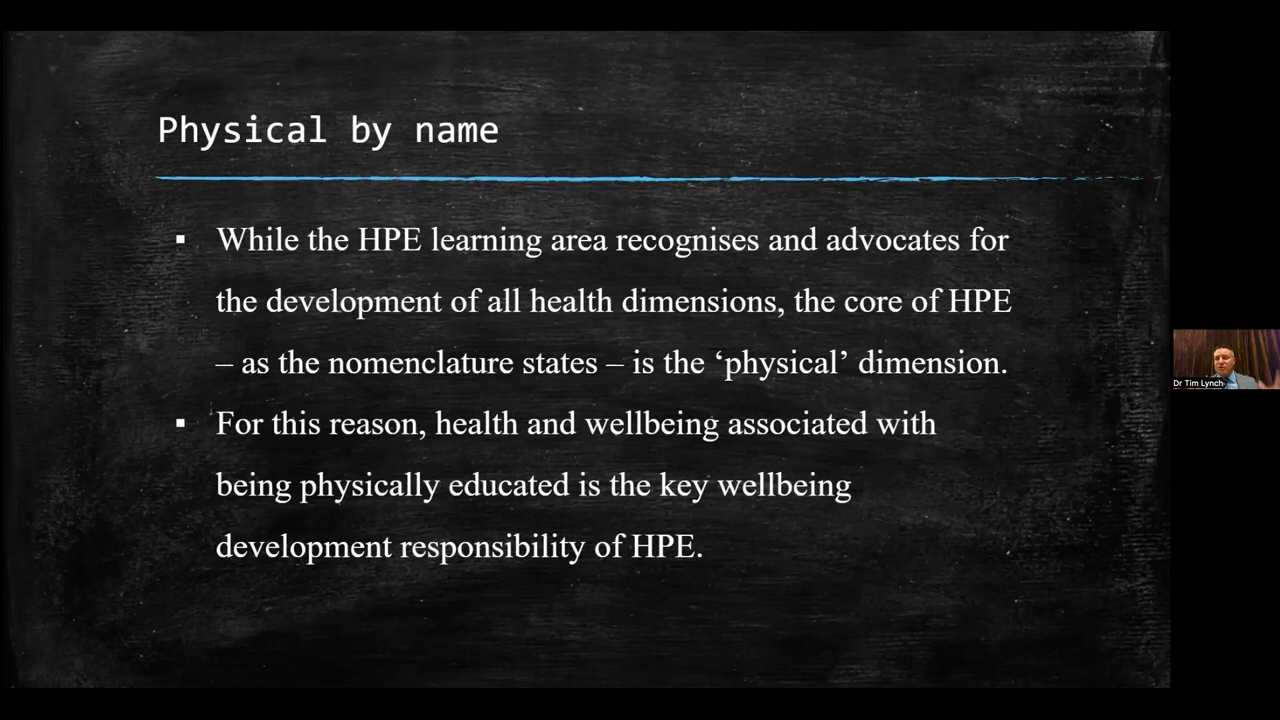 Physical by name
▪ While the HPE learning area recognises and advocates for
the development of all health dimensions, the core of HPE
– as the nomenclature states – is the ‘physical’ dimension.
▪ For this reason, health and wellbeing associated with
being physically educated is the key wellbeing
development responsibility of HPE.
Dr Tim Lynch